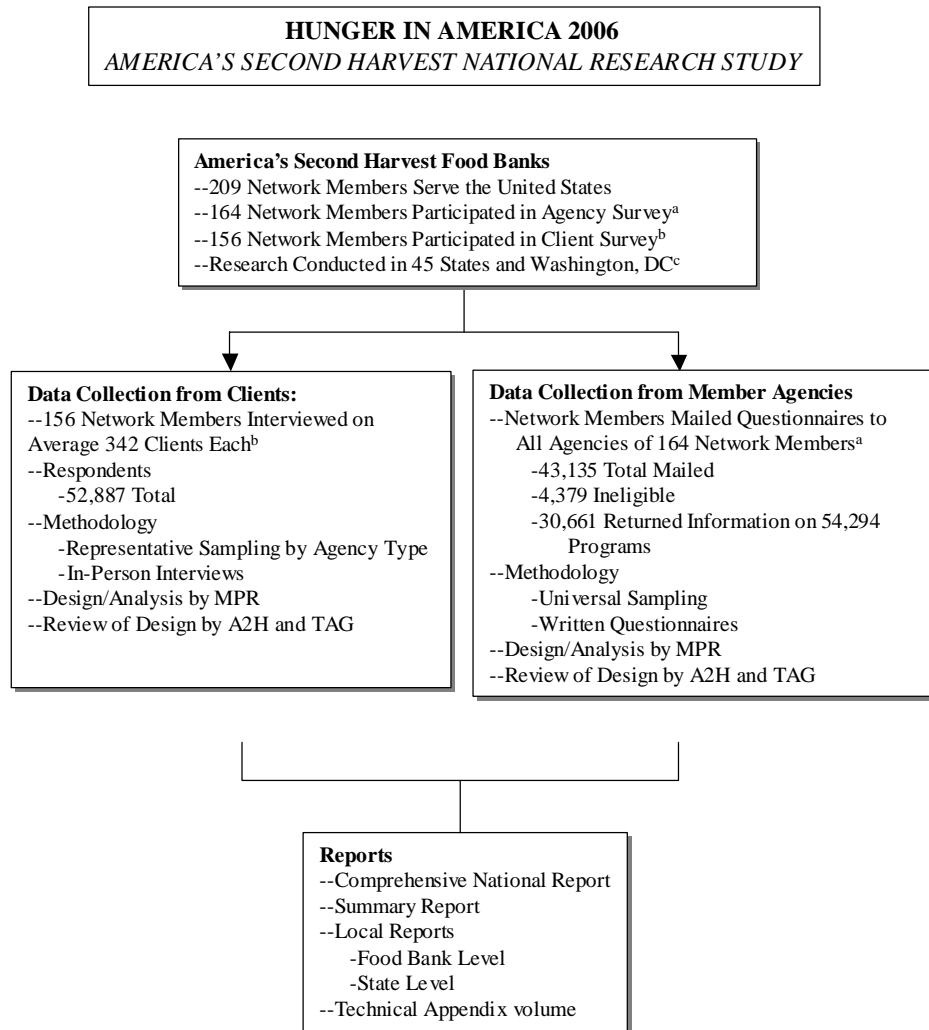 HUNGER IN AMERICA 2006
AMERICA'S SECOND HARVEST NATIONAL RESEARCH STUDY
America's Second Harvest Food Banks
--209 Network Members Serve the United States
--164 Network Members Participated in Agency Surveyᵃ
--156 Network Members Participated in Client Surveyᵇ
--Research Conducted in 45 States and Washington, DCᶜ
Data Collection from Clients:
--156 Network Members Interviewed on
Average 342 Clients Eachᵇ
--Respondents
-52,887 Total
--Methodology
-Representative Sampling by Agency Type
-In-Person Interviews
--Design/Analysis by MPR
--Review of Design by A2H and TAG
Data Collection from Member Agencies
--Network Members Mailed Questionnaires to
All Agencies of 164 Network Membersᵃ
-43,135 Total Mailed
-4,379 Ineligible
-30,661 Returned Information on 54,294
Programs
--Methodology
-Universal Sampling
-Written Questionnaires
--Design/Analysis by MPR
--Review of Design by A2H and TAG
Reports
--Comprehensive National Report
--Summary Report
--Local Reports
-Food Bank Level
-State Level
--Technical Appendix volume